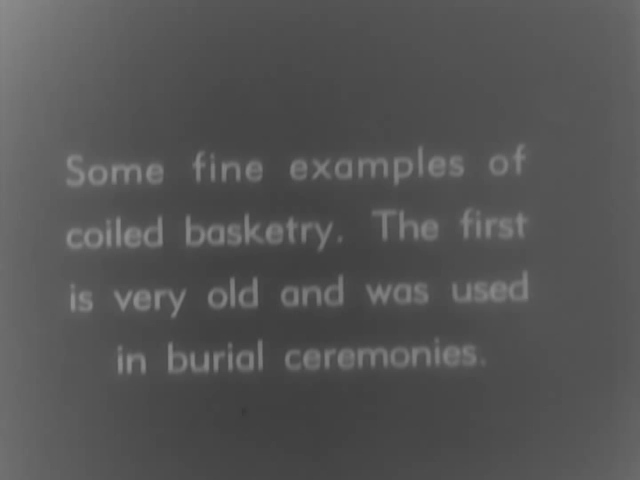 Some fine examples of
coiled basketry. The first
is very old and was used
in burial ceremonies.